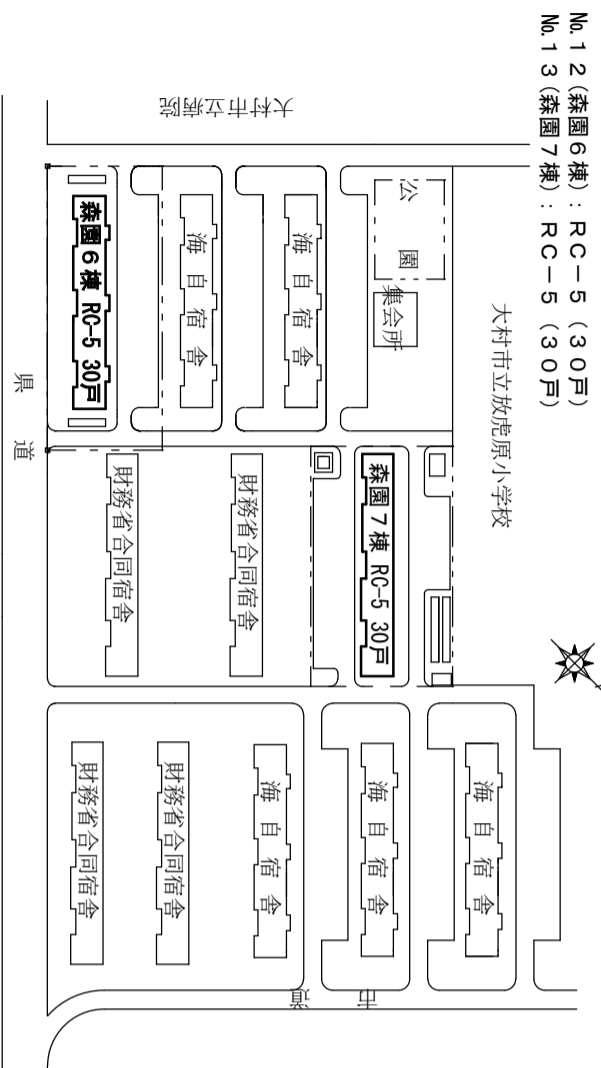 No.12(森園6棟):RC-5(30戸)
No.13(森園7棟):RC-5(30戸)
大村市立放虎原小学校
大村市立病院
公園
集会所
海自宿舎
海自宿舎
森園6棟 RC-5 30戸
県道
森園7棟 RC-5 30戸
財務省合同宿舎
財務省合同宿舎
海自宿舎
海自宿舎
海自宿舎
財務省合同宿舎
財務省合同宿舎
市道